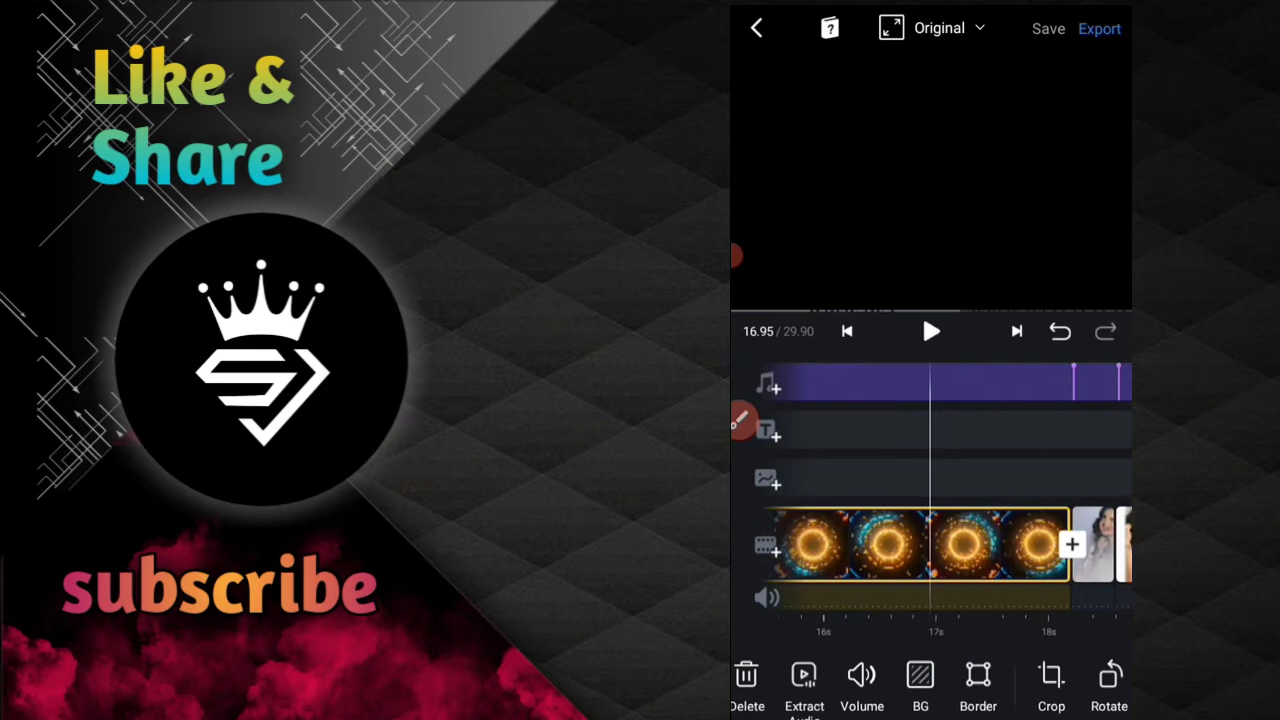 Like &
Share
subscribe
Original
Save
Export
16.95 / 29.90
T
16s
17s
18s
Delete
Extract
Audio
Volume
BG
Border
Crop
Rotate